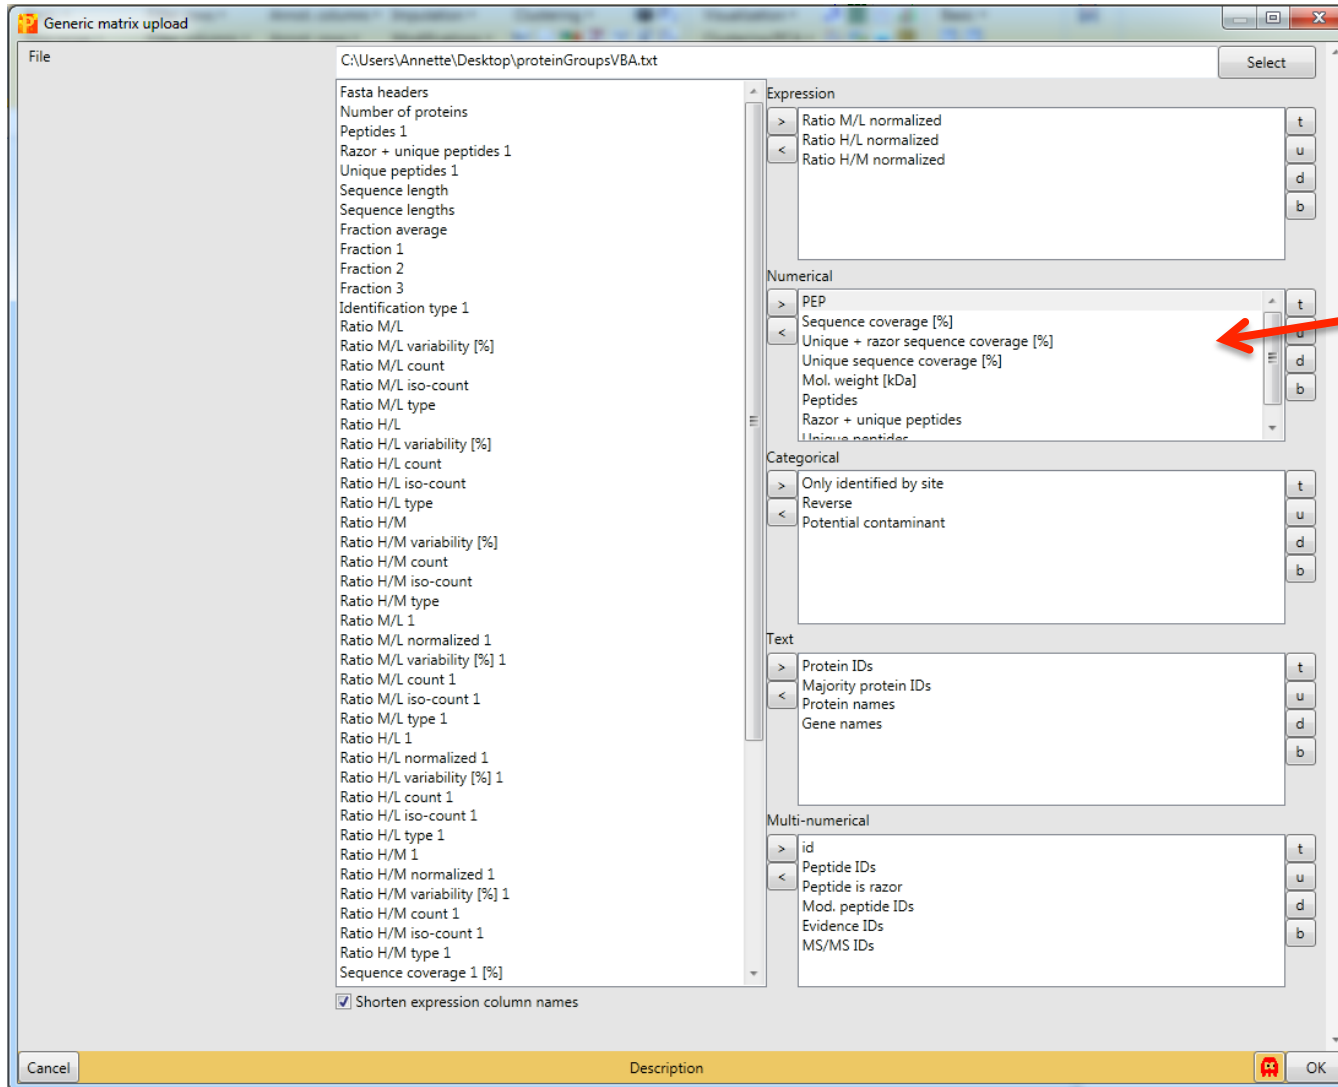 Generic matrix upload
File
C:\Users\Annette\Desktop\proteinGroupsVBA.txt
Select
Fasta headers
Number of proteins
Peptides 1
Razor + unique peptides 1
Unique peptides 1
Sequence length
Sequence lengths
Fraction average
Fraction 1
Fraction 2
Fraction 3
Identification type 1
Ratio M/L
Ratio M/L variability [%]
Ratio M/L count
Ratio M/L iso-count
Ratio M/L type
Ratio H/L
Ratio H/L variability [%]
Ratio H/L count
Ratio H/L iso-count
Ratio H/L type
Ratio H/M
Ratio H/M variability [%]
Ratio H/M count
Ratio H/M iso-count
Ratio H/M type
Ratio M/L 1
Ratio M/L normalized 1
Ratio M/L variability [%] 1
Ratio M/L count 1
Ratio M/L iso-count 1
Ratio M/L type 1
Ratio H/L 1
Ratio H/L normalized 1
Ratio H/L variability [%] 1
Ratio H/L count 1
Ratio H/L iso-count 1
Ratio H/L type 1
Ratio H/M 1
Ratio H/M normalized 1
Ratio H/M variability [%] 1
Ratio H/M count 1
Ratio H/M iso-count 1
Ratio H/M type 1
Sequence coverage 1 [%]
Shorten expression column names
Expression
>
<
Ratio M/L normalized
Ratio H/L normalized
Ratio H/M normalized
t
u
d
b
Numerical
>
<
PEP
Sequence coverage [%]
Unique + razor sequence coverage [%]
Unique sequence coverage [%]
Mol. weight [kDa]
Peptides
Razor + unique peptides
Unique peptides
t
u
d
b
Categorical
>
<
Only identified by site
Reverse
Potential contaminant
t
u
d
b
Text
>
<
Protein IDs
Majority protein IDs
Protein names
Gene names
t
u
d
b
Multi-numerical
>
<
id
Peptide IDs
Peptide is razor
Mod. peptide IDs
Evidence IDs
MS/MS IDs
t
u
d
b
Cancel
Description
OK